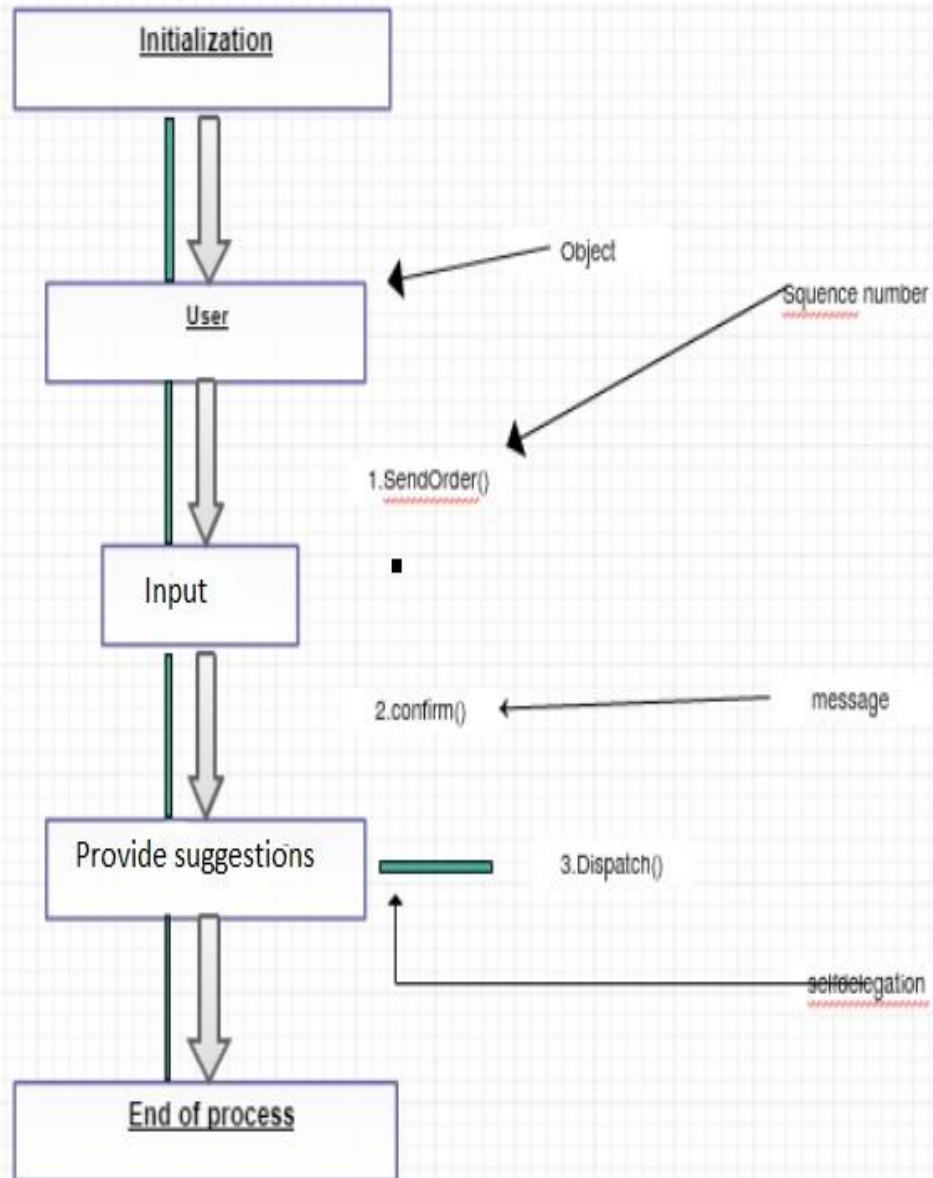 Initialization
Object
Squence number
User
1.SendOrder()
Input
2.confirm()
message
Provide suggestions
3.Dispatch()
selfdelegation
End of process